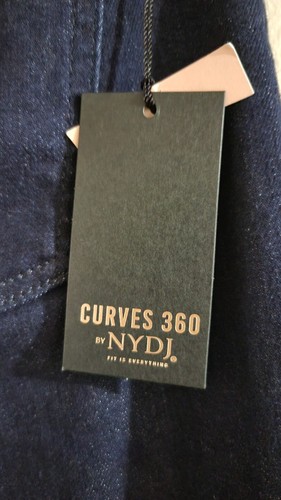 CURVES 360
BY NYDJ®
FIT IS EVERYTHING